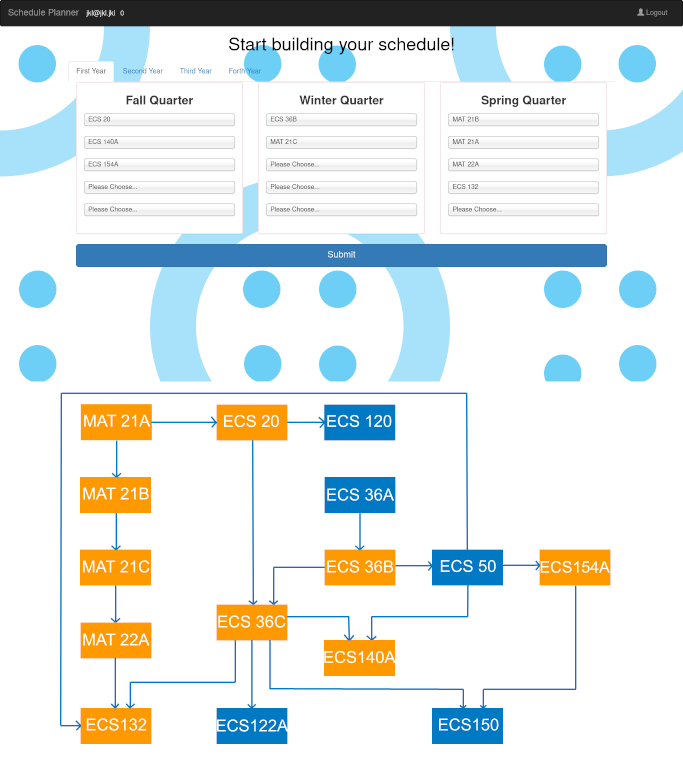 Schedule Planner jkl@jkl.jkl 0 Logout
Start building your schedule!
First Year Second Year Third Year Forth Year
Fall Quarter Winter Quarter Spring Quarter
ECS 20 ECS 36B MAT 21B
ECS 140A MAT 21C MAT 21A
ECS 154A Please Choose... MAT 22A
Please Choose... Please Choose... ECS 132
Please Choose... Please Choose... Please Choose...
Submit
MAT 21A ECS 20 ECS 120
MAT 21B ECS 36A
MAT 21C ECS 36B ECS 50 ECS154A
ECS 36C
MAT 22A ECS140A
ECS132 ECS122A ECS150